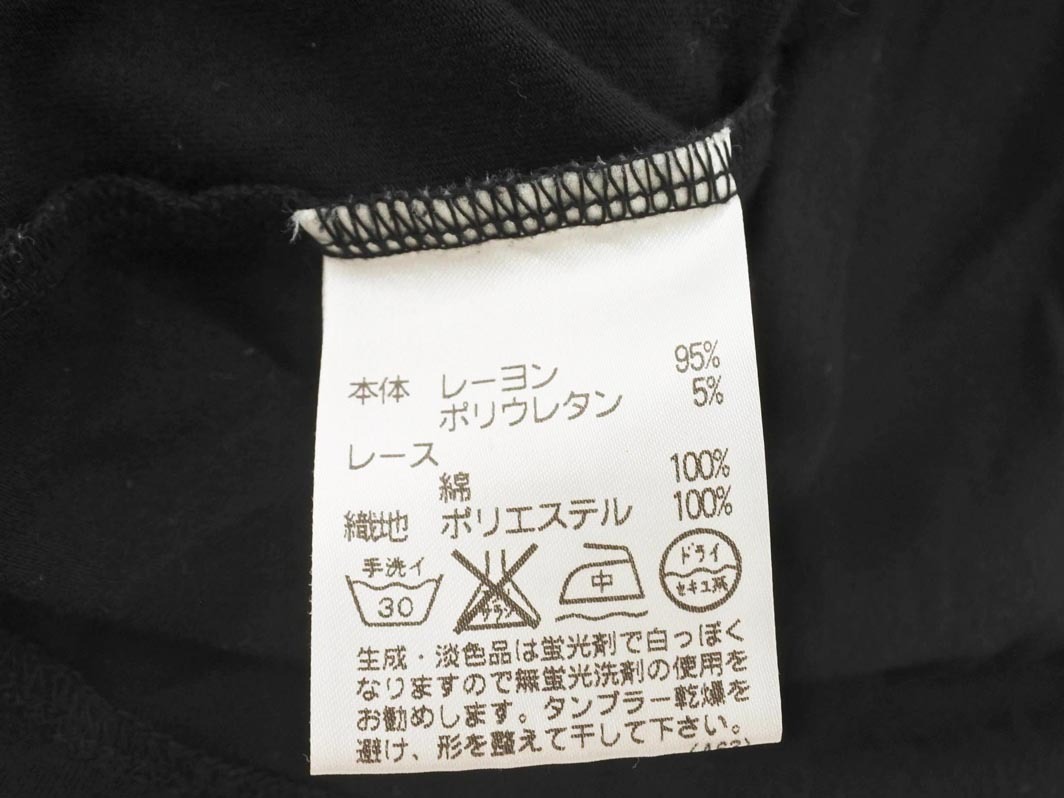 本体 レーヨン 95%
ポリウレタン 5%
レース
綿 100%
織地 ポリエステル 100%
手洗イ
30
中
ドライ
セキユ系
生成・淡色品は蛍光剤で白っぽく
なりますので無蛍光洗剤の使用を
お勧めします。タンブラー乾燥を
避け、形を整えて干して下さい。